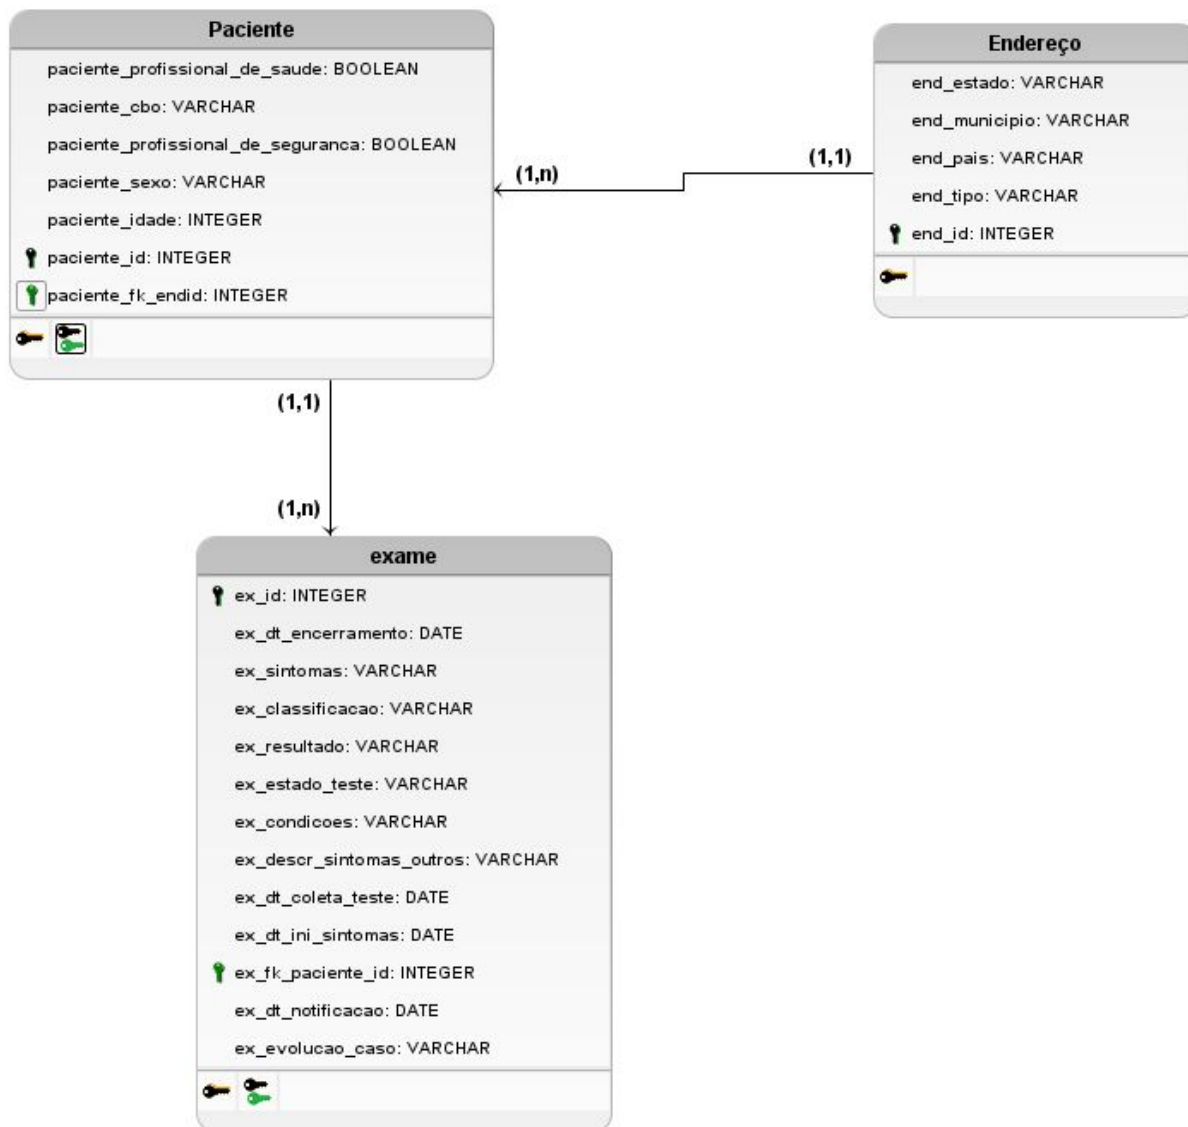 Paciente
paciente_profissional_de_saude: BOOLEAN
paciente_cbo: VARCHAR
paciente_profissional_de_seguranca: BOOLEAN
paciente_sexo: VARCHAR
paciente_idade: INTEGER
paciente_id: INTEGER
paciente_fk_endid: INTEGER
(1,n)
(1,1)
Endereço
end_estado: VARCHAR
end_municipio: VARCHAR
end_pais: VARCHAR
end_tipo: VARCHAR
end_id: INTEGER
(1,1)
(1,n)
exame
ex_id: INTEGER
ex_dt_encerramento: DATE
ex_sintomas: VARCHAR
ex_classificacao: VARCHAR
ex_resultado: VARCHAR
ex_estado_teste: VARCHAR
ex_condicoes: VARCHAR
ex_descr_sintomas_outros: VARCHAR
ex_dt_coleta_teste: DATE
ex_dt_ini_sintomas: DATE
ex_fk_paciente_id: INTEGER
ex_dt_notificacao: DATE
ex_evolucao_caso: VARCHAR